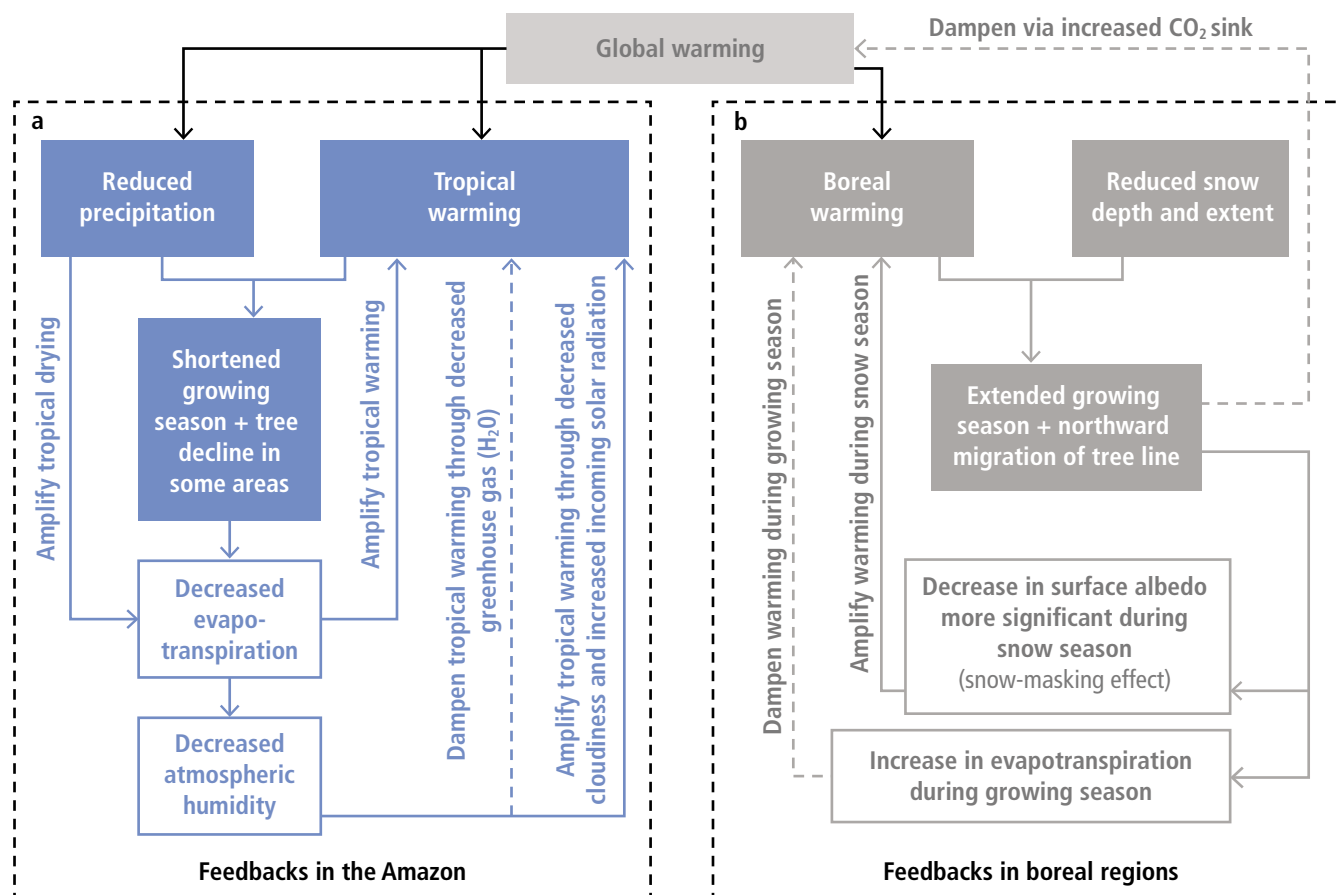 Global warming
Dampen via increased CO₂ sink
a
Reduced
precipitation
Tropical
warming
Amplify tropical drying
Shortened
growing
season + tree
decline in
some areas
Amplify tropical warming
Dampen tropical warming through decreased
greenhouse gas (H₂0)
Amplify tropical warming through decreased
cloudiness and increased incoming solar radiation
Decreased
evapo-
transpiration
Decreased
atmospheric
humidity
Feedbacks in the Amazon
b
Boreal
warming
Reduced snow
depth and extent
Dampen warming during growing season
Amplify warming during snow season
Extended growing
season + northward
migration of tree line
Decrease in surface albedo
more significant during
snow season
(snow-masking effect)
Increase in evapotranspiration
during growing season
Feedbacks in boreal regions